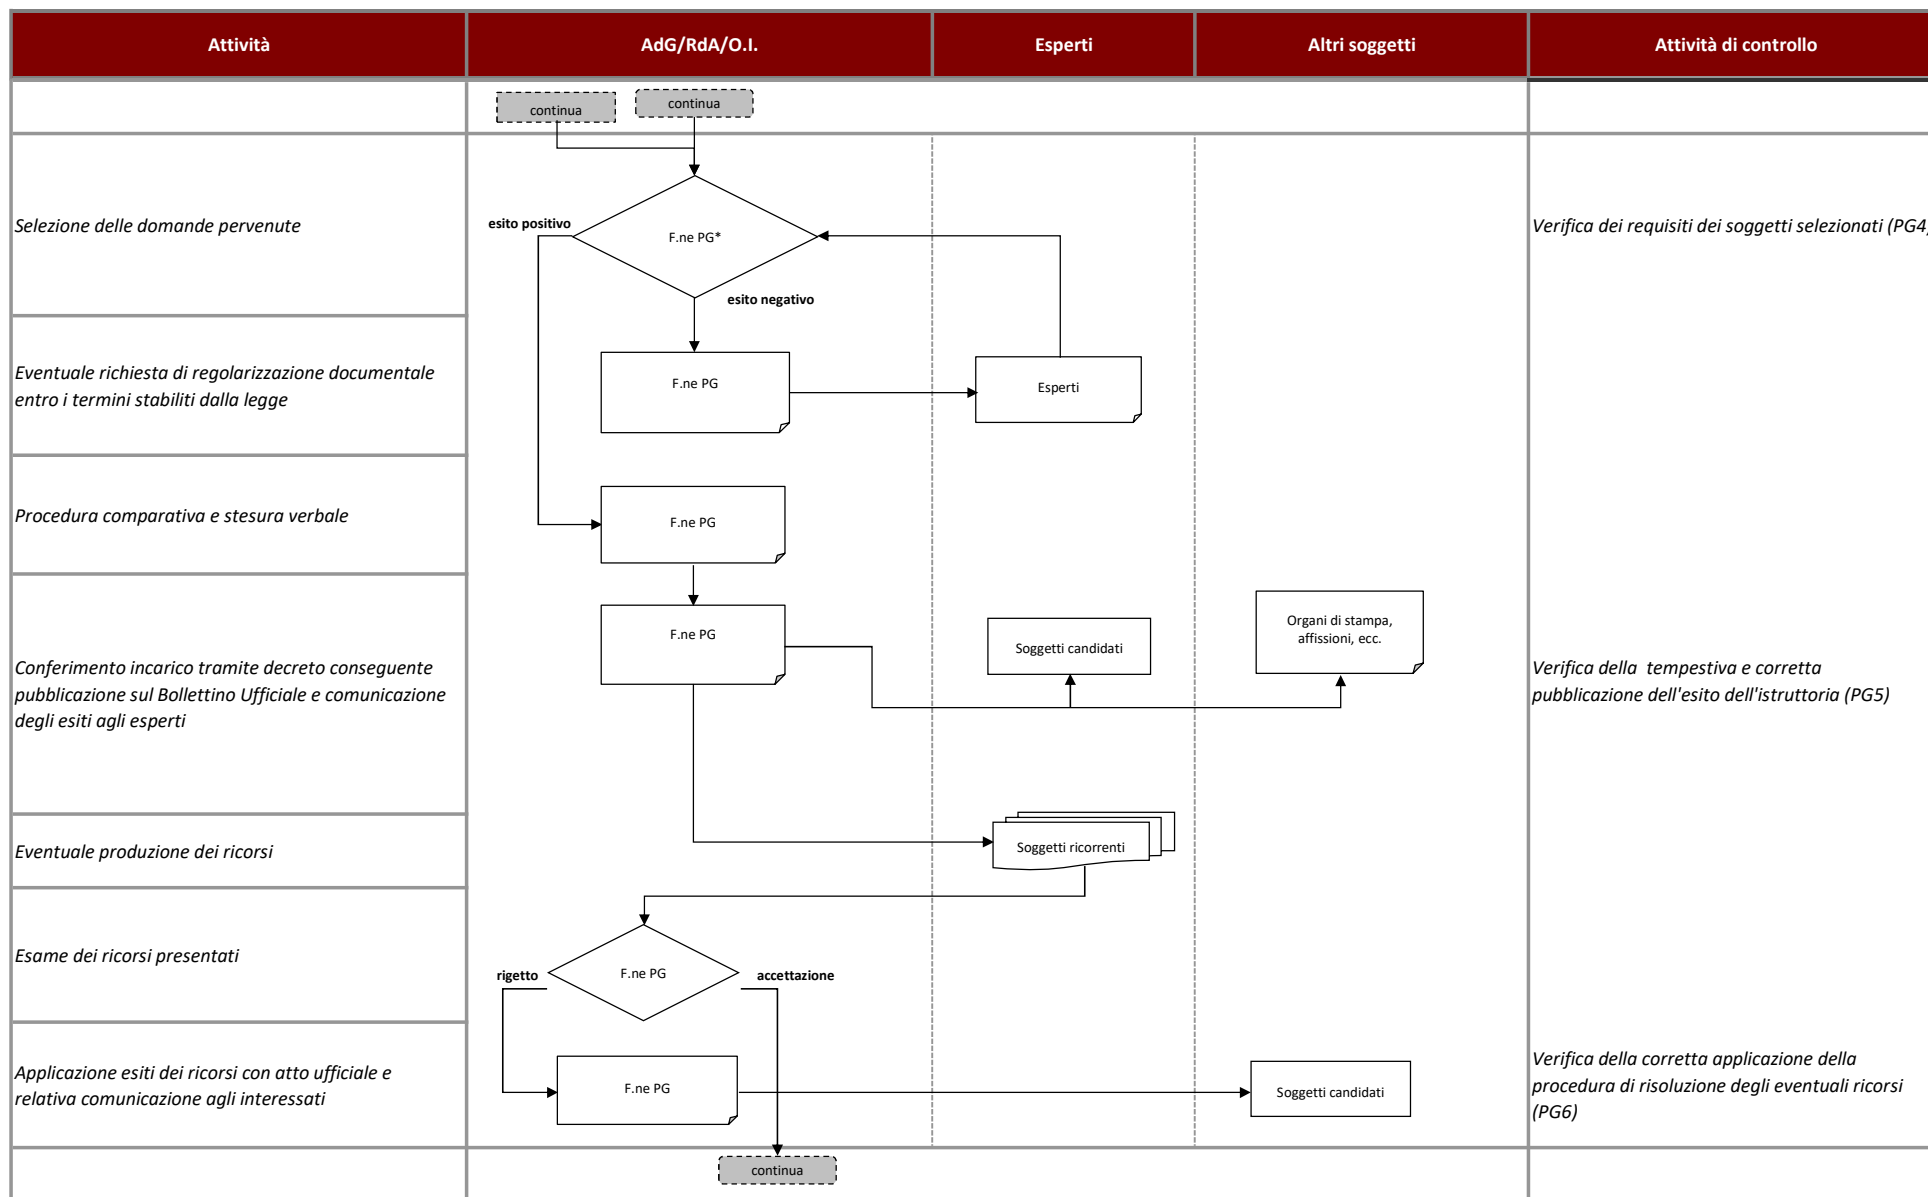 Attività
AdG/RdA/O.I.
Esperti
Altri soggetti
Attività di controllo
continua
continua
Selezione delle domande pervenute
esito positivo
F.ne PG*
esito negativo
Verifica dei requisiti dei soggetti selezionati (PG4)
Eventuale richiesta di regolarizzazione documentale
entro i termini stabiliti dalla legge
F.ne PG
Esperti
Procedura comparativa e stesura verbale
F.ne PG
Conferimento incarico tramite decreto conseguente
pubblicazione sul Bollettino Ufficiale e comunicazione
degli esiti agli esperti
F.ne PG
Soggetti candidati
Organi di stampa,
affissioni, ecc.
Verifica della  tempestiva e corretta
pubblicazione dell'esito dell'istruttoria (PG5)
Eventuale produzione dei ricorsi
Soggetti ricorrenti
Esame dei ricorsi presentati
rigetto
F.ne PG
accettazione
Applicazione esiti dei ricorsi con atto ufficiale e
relativa comunicazione agli interessati
F.ne PG
Soggetti candidati
Verifica della corretta applicazione della
procedura di risoluzione degli eventuali ricorsi
(PG6)
continua